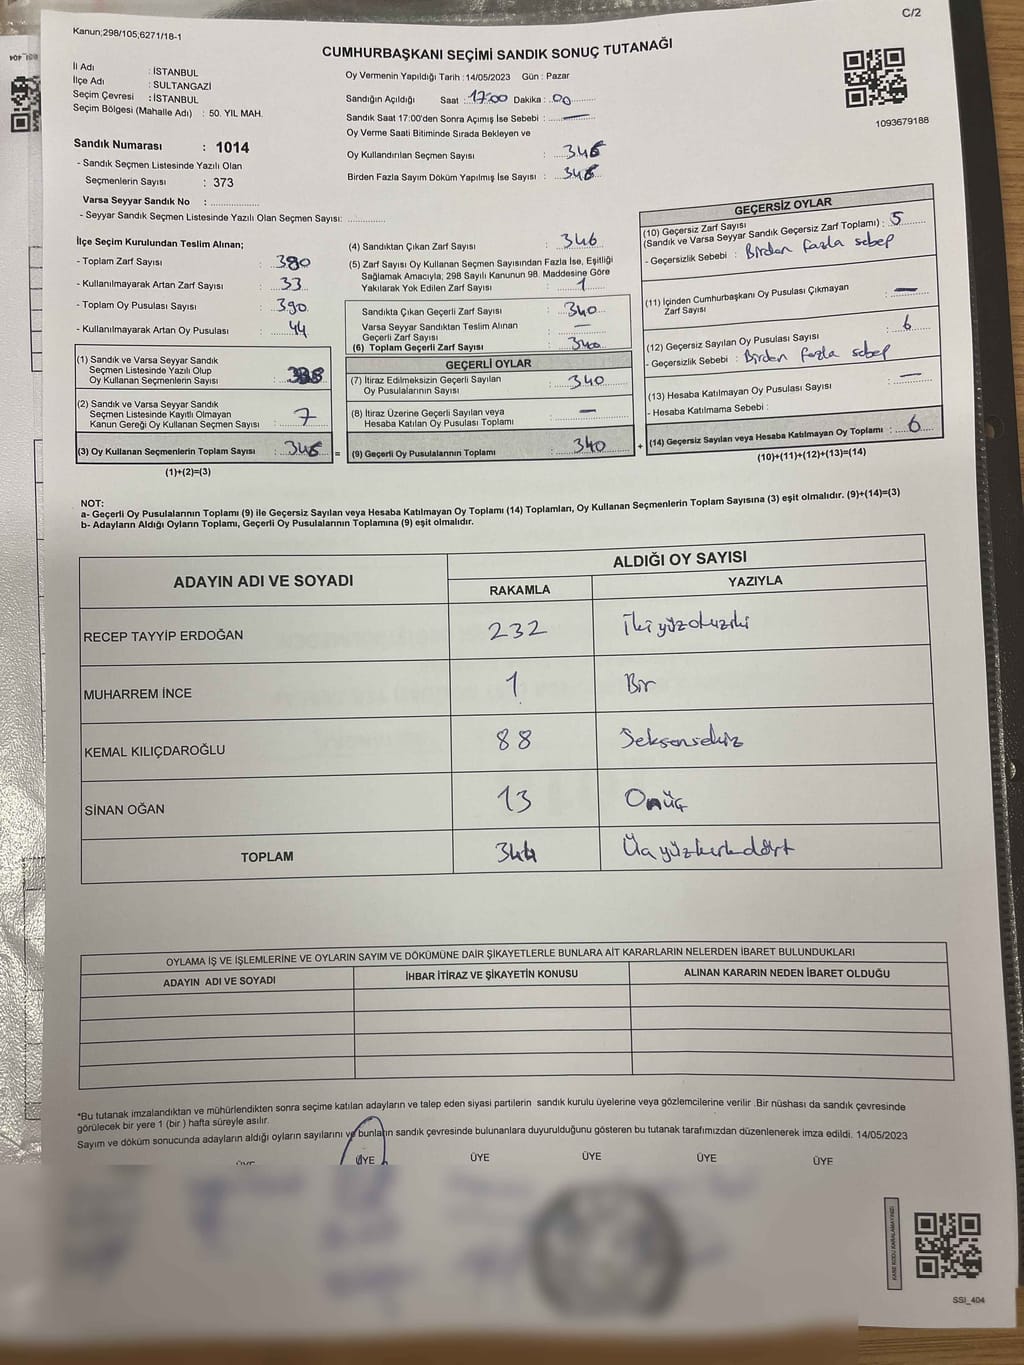 C/2
Kanun;298/105;6271/18-1
CUMHURBAŞKANI SEÇİMİ SANDIK SONUÇ TUTANAĞI
İl Adı : İSTANBUL
İlçe Adı : SULTANGAZİ
Seçim Çevresi : İSTANBUL
Seçim Bölgesi (Mahalle Adı) : 50. YIL MAH.
Oy Vermenin Yapıldığı Tarih :14/05/2023 Gün : Pazar
Sandığın Açıldığı Saat : 17:00 Dakika : 00
Sandık Saat 17:00'den Sonra Açımış İse Sebebi : —
Oy Verme Saati Bitiminde Sırada Bekleyen ve
Oy Kullandırılan Seçmen Sayısı :
Birden Fazla Sayım Döküm Yapılmış İse Sayısı :
1093679188
Sandık Numarası : 1014
- Sandık Seçmen Listesinde Yazılı Olan
Seçmenlerin Sayısı : 373
Varsa Seyyar Sandık No :
- Seyyar Sandık Seçmen Listesinde Yazılı Olan Seçmen Sayısı:
İlçe Seçim Kurulundan Teslim Alınan;
- Toplam Zarf Sayısı :
- Kullanılmayarak Artan Zarf Sayısı : 33
- Toplam Oy Pusulası Sayısı : 390
- Kullanılmayarak Artan Oy Pusulası : 44
(1) Sandık ve Varsa Seyyar Sandık
Seçmen Listesinde Yazılı Olup
Oy Kullanan Seçmenlerin Sayısı :
(2) Sandık ve Varsa Seyyar Sandık
Seçmen Listesinde Kayıtlı Olmayan
Kanun Gereği Oy Kullanan Seçmen Sayısı : 7
(3) Oy Kullanan Seçmenlerin Toplam Sayısı : =
(1)+(2)=(3)
(4) Sandıktan Çıkan Zarf Sayısı : 346
(5) Zarf Sayısı Oy Kullanan Seçmen Sayısından Fazla İse, Eşitliği
Sağlamak Amacıyla, 298 Sayılı Kanunun 98. Maddesine Göre
Yakılarak Yok Edilen Zarf Sayısı : 1
Sandıkta Çıkan Geçerli Zarf Sayısı : 340
Varsa Seyyar Sandıktan Teslim Alınan
Geçerli Zarf Sayısı : —
(6) Toplam Geçerli Zarf Sayısı :
GEÇERLİ OYLAR
(7) İtiraz Edilmeksizin Geçerli Sayılan
Oy Pusulasının Sayısı : 340
(8) İtiraz Üzerine Geçerli Sayılan veya
Hesaba Katılan Oy Pusulası Toplamı : —
(9) Geçerli Oy Pusulalarının Toplamı : 340 +
GEÇERSİZ OYLAR
(10) Geçersiz Zarf Sayısı
(Sandık ve Varsa Seyyar Sandık Geçersiz Zarf Toplamı) : 5
- Geçersizlik Sebebi : Birden fazla sebep
(11) İçinden Cumhurbaşkanı Oy Pusulası Çıkmayan
Zarf Sayısı : —
(12) Geçersiz Sayılan Oy Pusulası Sayısı : 6
- Geçersizlik Sebebi : Birden fazla sebep
(13) Hesaba Katılmayan Oy Pusulası Sayısı : —
- Hesaba Katılmama Sebebi :
(14) Geçersiz Sayılan veya Hesaba Katılmayan Oy Toplamı : 6
(10)+(11)+(12)+(13)=(14)
NOT:
a- Geçerli Oy Pusulalarının Toplamı (9) ile Geçersiz Sayılan veya Hesaba Katılmayan Oy Toplamı (14) Toplamları, Oy Kullanan Seçmenlerin Toplam Sayısına (3) eşit olmalıdır. (9)+(14)=(3)
b- Adayların Aldığı Oyların Toplamı, Geçerli Oy Pusulalarının Toplamına (9) eşit olmalıdır.
ADAYIN ADI VE SOYADI ALDIĞI OY SAYISI
RAKAMLA YAZIYLA
RECEP TAYYİP ERDOĞAN 232 İkiyüzotuziki
MUHARREM İNCE 1 Bir
KEMAL KILIÇDAROĞLU 88 Seksensekiz
SİNAN OĞAN 13 Onüç
TOPLAM 344 Üçyüzkırkdört
OYLAMA İŞ VE İŞLEMLERİNE VE OYLARIN SAYIM VE DÖKÜMÜNE DAİR ŞİKAYETLERLE BUNLARA AİT KARARLARIN NELERDEN İBARET BULUNDUKLARI
ADAYIN ADI VE SOYADI İHBAR İTİRAZ VE ŞİKAYETİN KONUSU ALINAN KARARIN NEDEN İBARET OLDUĞU
*Bu tutanak imzalandıktan ve mühürlendikten sonra seçime katılan adayların ve talep eden siyasi partilerin sandık kurulu üyelerine veya gözlemcilerine verilir .Bir nüshası da sandık çevresinde
görülecek bir yere 1 (bir ) hafta süreyle asılır.
Sayım ve döküm sonucunda adayların aldığı oyların sayılarını ve bunların sandık çevresinde bulunanlara duyurulduğunu gösteren bu tutanak tarafımızdan düzenlenerek imza edildi. 14/05/2023
ÜYE ÜYE ÜYE ÜYE ÜYE
KARE KODU KARALAMAYINIZ!
SSI_404